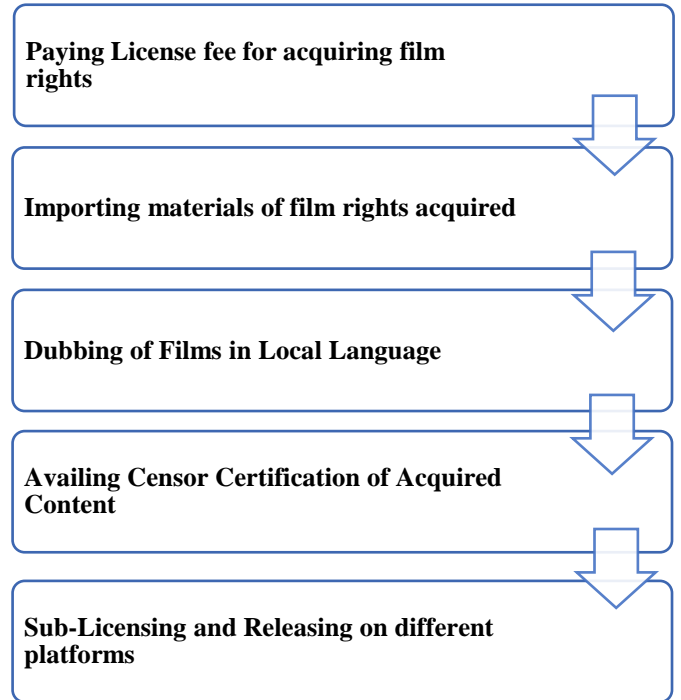 Paying License fee for acquiring film
rights
Importing materials of film rights acquired
Dubbing of Films in Local Language
Availing Censor Certification of Acquired
Content
Sub-Licensing and Releasing on different
platforms